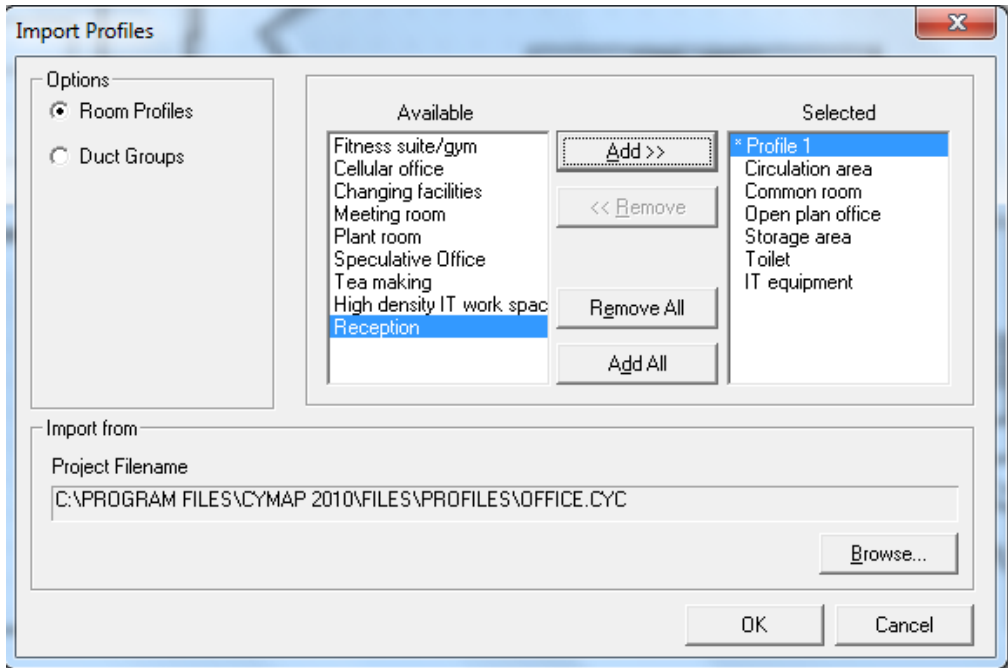 Import Profiles
Options
Room Profiles
Duct Groups
Available
Fitness suite/gym
Cellular office
Changing facilities
Meeting room
Plant room
Speculative Office
Tea making
High density IT work spac
Reception
Add >>
<< Remove
Remove All
Add All
Selected
* Profile 1
Circulation area
Common room
Open plan office
Storage area
Toilet
IT equipment
Import from
Project Filename
C:\PROGRAM FILES\CYMAP 2010\FILES\PROFILES\OFFICE.CYC
Browse...
OK
Cancel